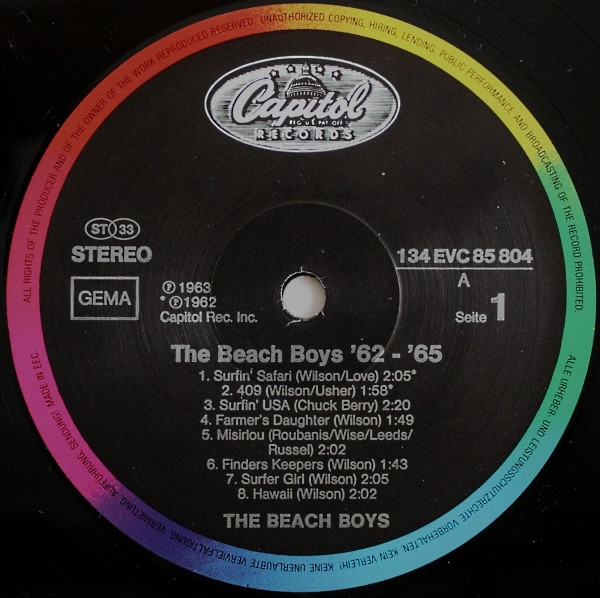 ALL RIGHTS OF THE PRODUCER AND OF THE OWNER OF THE WORK REPRODUCED RESERVED. UNAUTHORIZED COPYING, HIRING, LENDING, PUBLIC PERFORMANCE AND BROADCASTING OF THE RECORD PROHIBITED.
Capitol
REG. U.S. PAT. OFF.
RECORDS
ST 33
STEREO
134 EVC 85 804
A
Seite 1
GEMA
℗ 1963
* ℗ 1962
Capitol Rec. Inc.
The Beach Boys '62 - '65
1. Surfin' Safari (Wilson/Love) 2:05*
2. 409 (Wilson/Usher) 1:58*
3. Surfin' USA (Chuck Berry) 2:20
4. Farmer's Daughter (Wilson) 1:49
5. Misirlou (Roubanis/Wise/Leeds/
Russel) 2:02
6. Finders Keepers (Wilson) 1:43
7. Surfer Girl (Wilson) 2:05
8. Hawaii (Wilson) 2:02
THE BEACH BOYS
ALLE URHEBER- UND LEISTUNGSSCHUTZRECHTE VORBEHALTEN. KEIN VERLEIH! KEINE UNERLAUBTE VERVIELFÄLTIGUNG, VERMIETUNG, AUFFÜHRUNG, SENDUNG! MADE IN EEC.